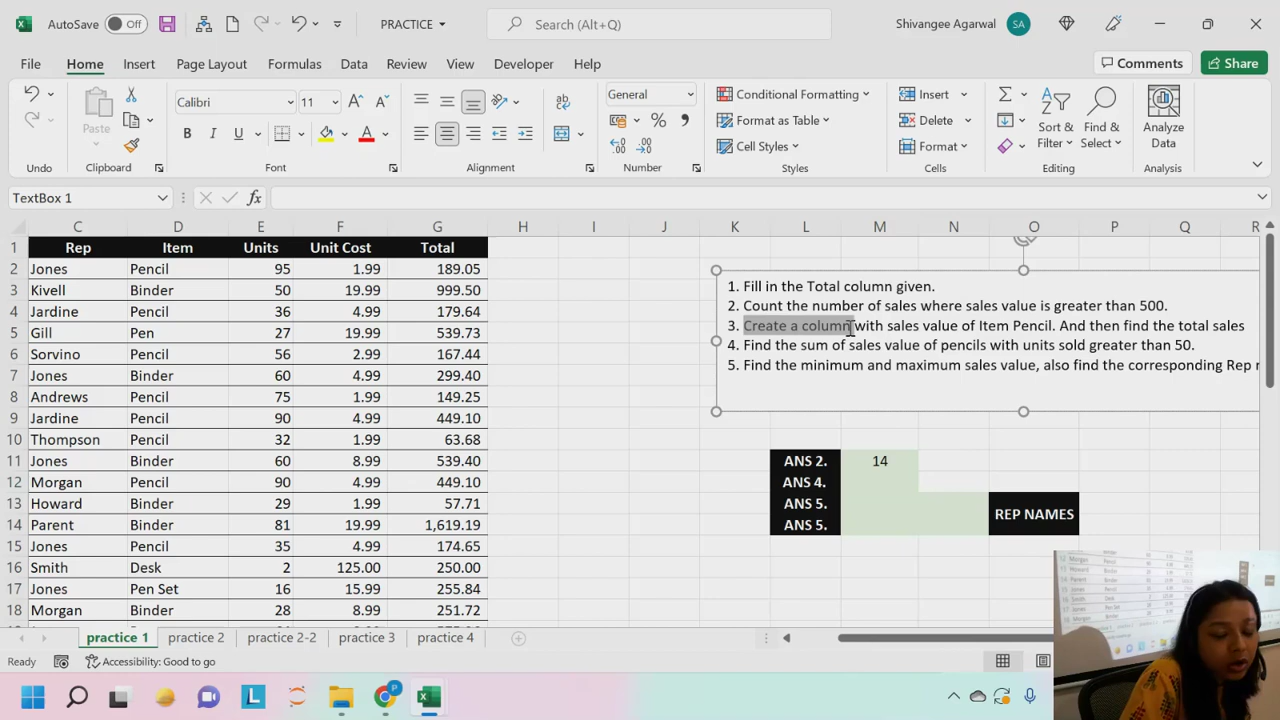 AutoSave Off PRACTICE Search (Alt+Q) Shivangee Agarwal SA
File Home Insert Page Layout Formulas Data Review View Developer Help Comments Share
Calibri 11 General Conditional Formatting Insert
Paste B I U Format as Table Delete Sort & Filter Find & Select Analyze Data
Cell Styles Format
Undo Clipboard Font Alignment Number Styles Cells Editing Analysis
TextBox 1 fx
C D E F G H I J K L M N O P Q R
1 Rep Item Units Unit Cost Total
2 Jones Pencil 95 1.99 189.05
3 Kivell Binder 50 19.99 999.50
4 Jardine Pencil 36 4.99 179.64
5 Gill Pen 27 19.99 539.73
6 Sorvino Pencil 56 2.99 167.44
7 Jones Pencil 60 4.99 299.40
8 Andrews Pencil 75 1.99 149.25
9 Jardine Pencil 90 4.99 449.10
10 Thompson Pencil 32 1.99 63.68
11 Jones Binder 60 8.99 539.40
12 Morgan Pencil 90 4.99 449.10
13 Howard Binder 29 1.99 57.71
14 Parent Binder 81 19.99 1,619.19
15 Jones Pencil 35 4.99 174.65
16 Smith Desk 2 125.00 250.00
17 Jones Pen Set 16 15.99 255.84
18 Morgan Binder 28 8.99 251.72
1. Fill in the Total column given.
2. Count the number of sales where sales value is greater than 500.
3. Create a column with sales value of Item Pencil. And then find the total sales
4. Find the sum of sales value of pencils with units sold greater than 50.
5. Find the minimum and maximum sales value, also find the corresponding Rep
ANS 2. 14
ANS 4.
ANS 5.
ANS 5.
REP NAMES
practice 1 practice 2 practice 2-2 practice 3 practice 4
Ready Accessibility: Good to go